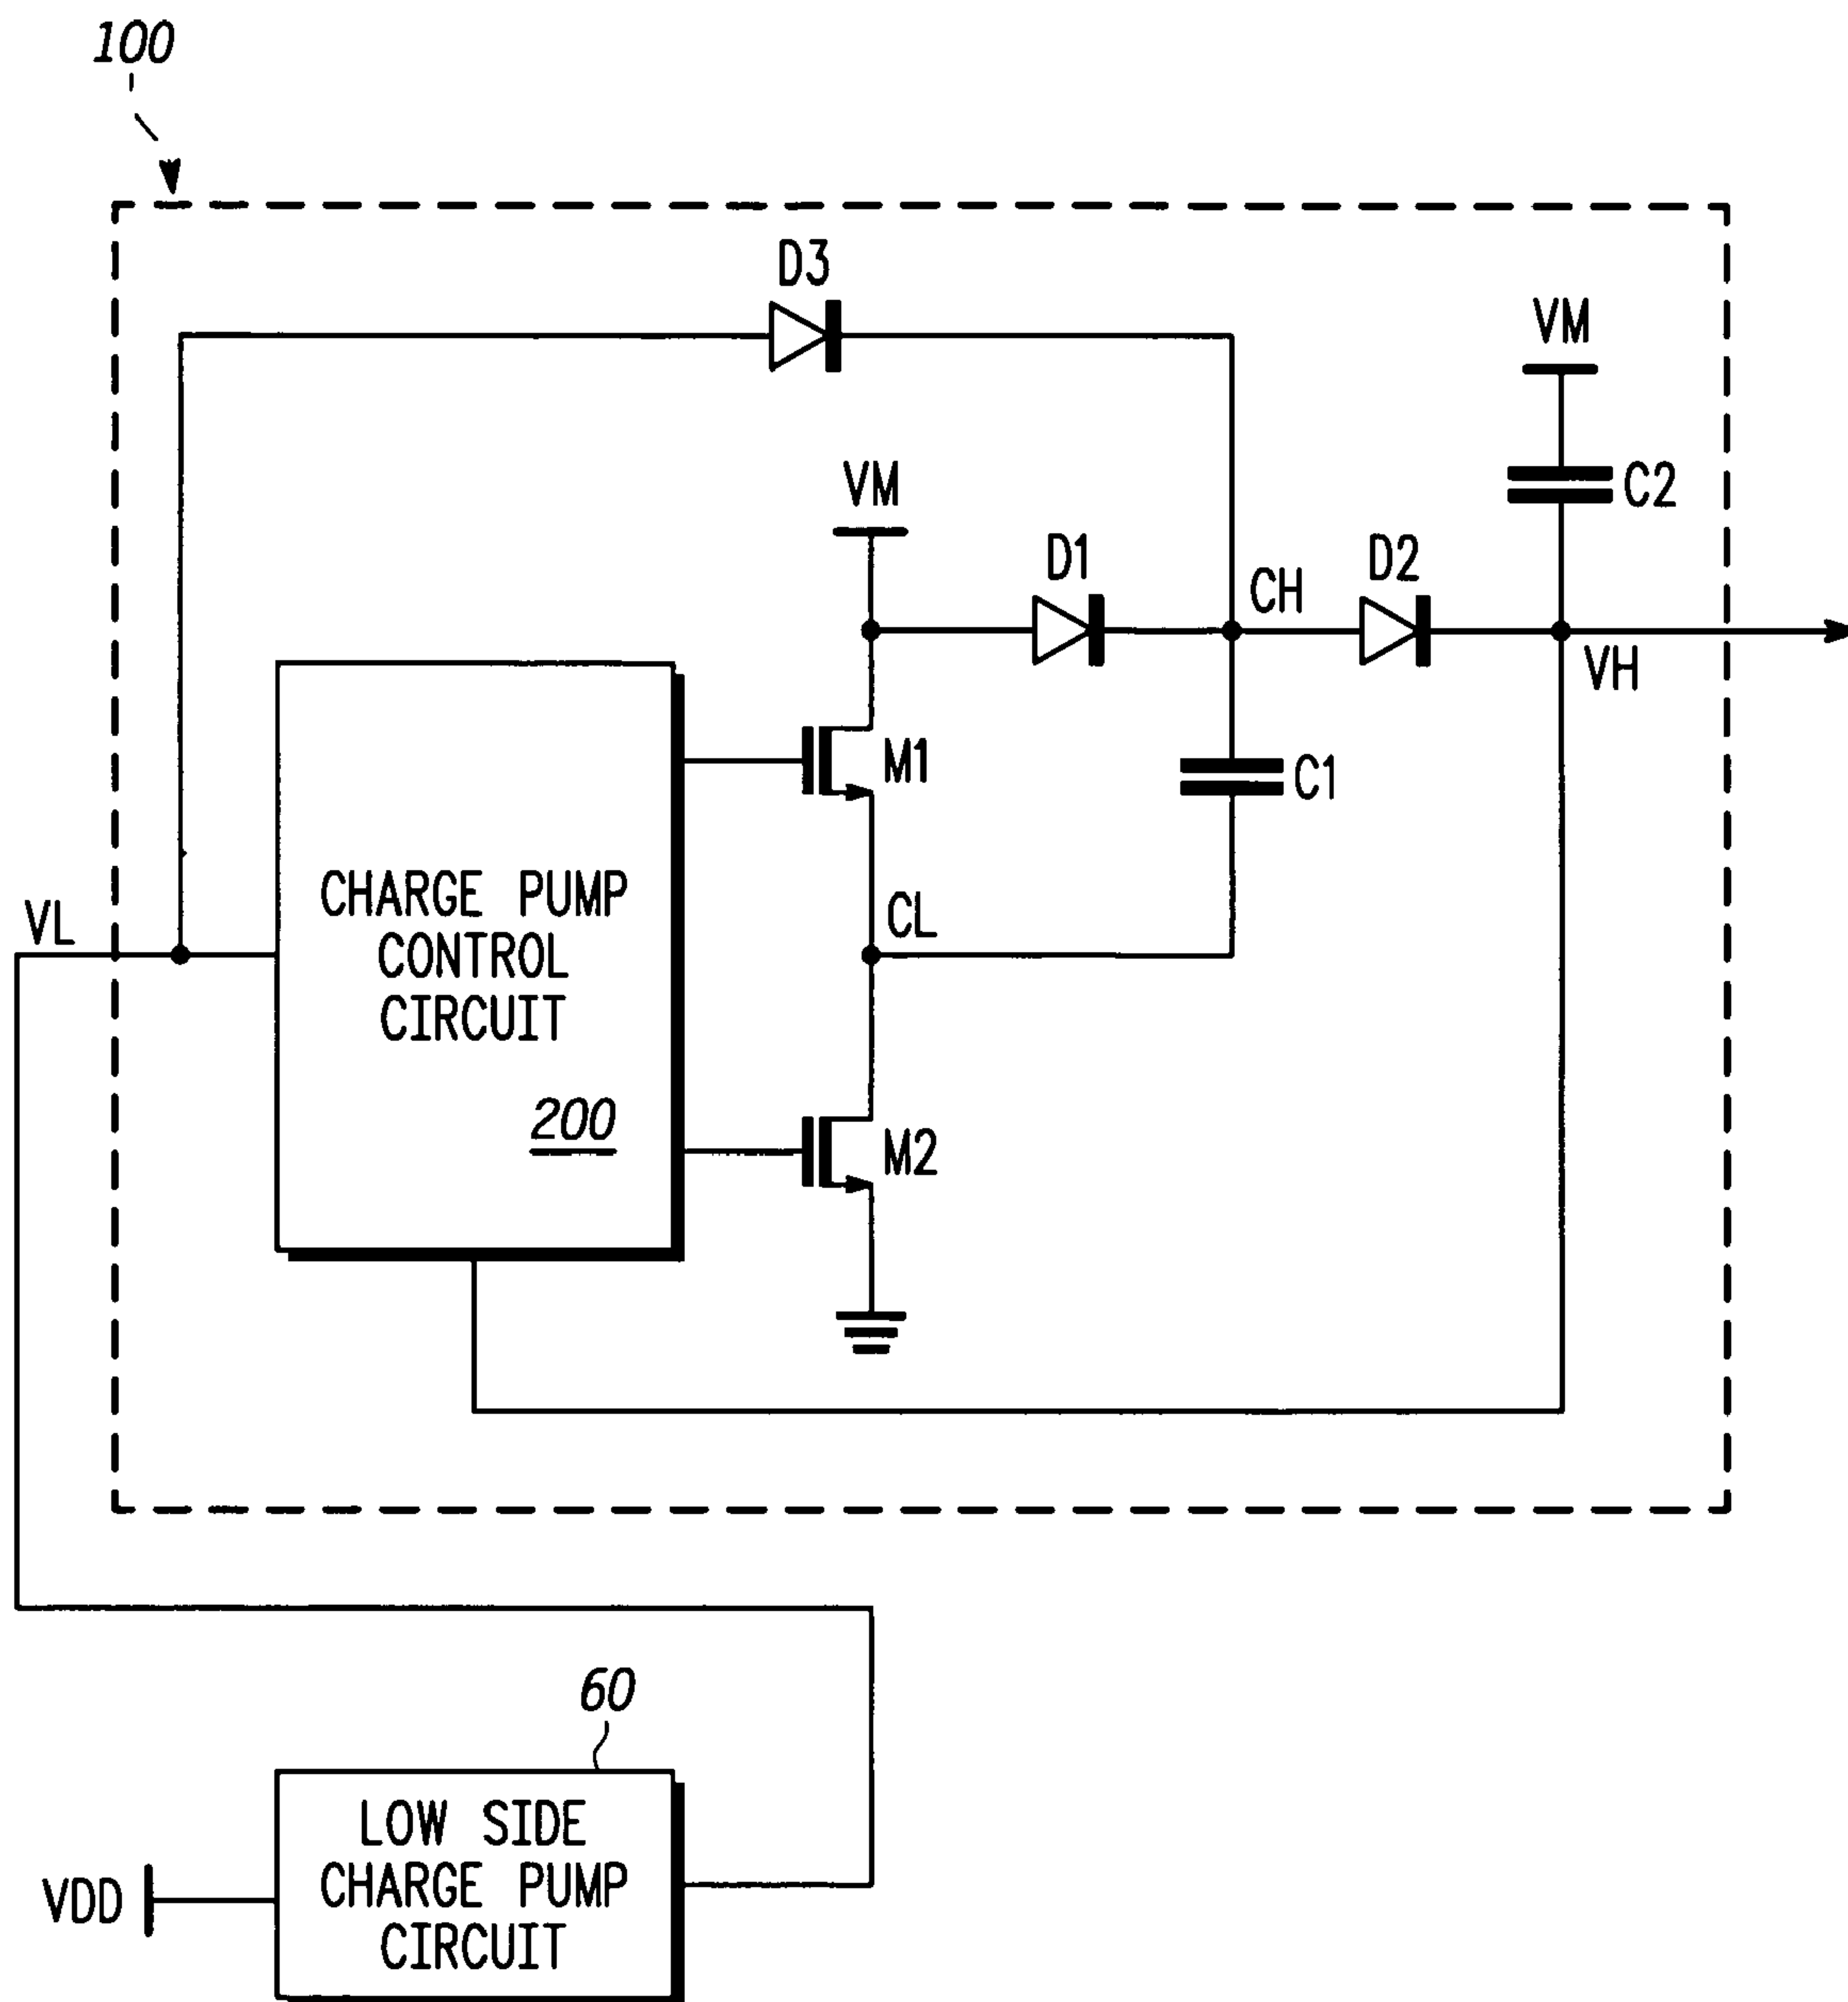 100
D3
VM
VM
C2
D1
CH
D2
VH
M1
C1
CHARGE PUMP
CONTROL
CIRCUIT
VL
CL
200
M2
60
LOW SIDE
CHARGE PUMP
CIRCUIT
VDD